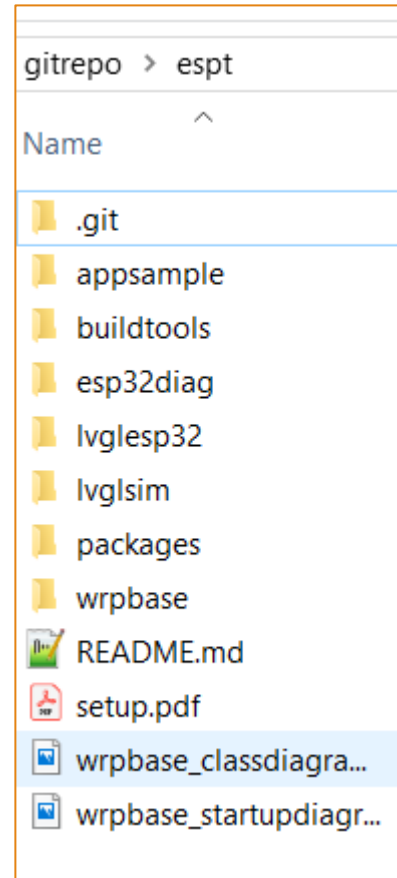 gitrepo > espt
Name
.git
appsample
buildtools
esp32diag
lvglesp32
lvglsim
packages
wrpbase
README.md
setup.pdf
wrpbase_classdiagra...
wrpbase_startupdiagr...